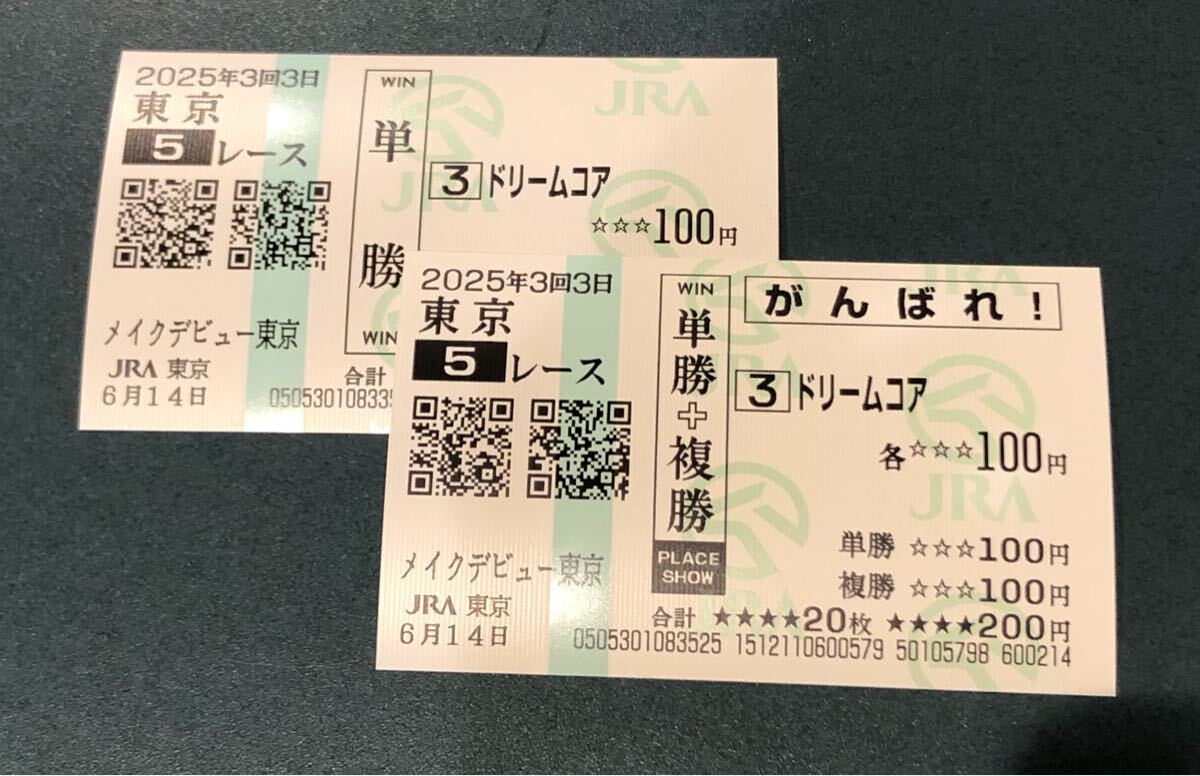 2025年3回3日
東京
5レース
WIN
単勝
WIN
JRA
JRA
3 ドリームコア
☆☆☆100円
メイクデビュー東京
JRA 東京
6月14日
合計
050530108335
2025年3回3日
東京
5レース
WIN
単勝+複勝
PLACE
SHOW
がんばれ!
3 ドリームコア
各☆☆☆100円
JRA
単勝 ☆☆☆100円
複勝 ☆☆☆100円
合計 ★★★★20枚 ★★★★200円
メイクデビュー東京
JRA 東京
6月14日
0505301083525 1512110600579 50105798 600214